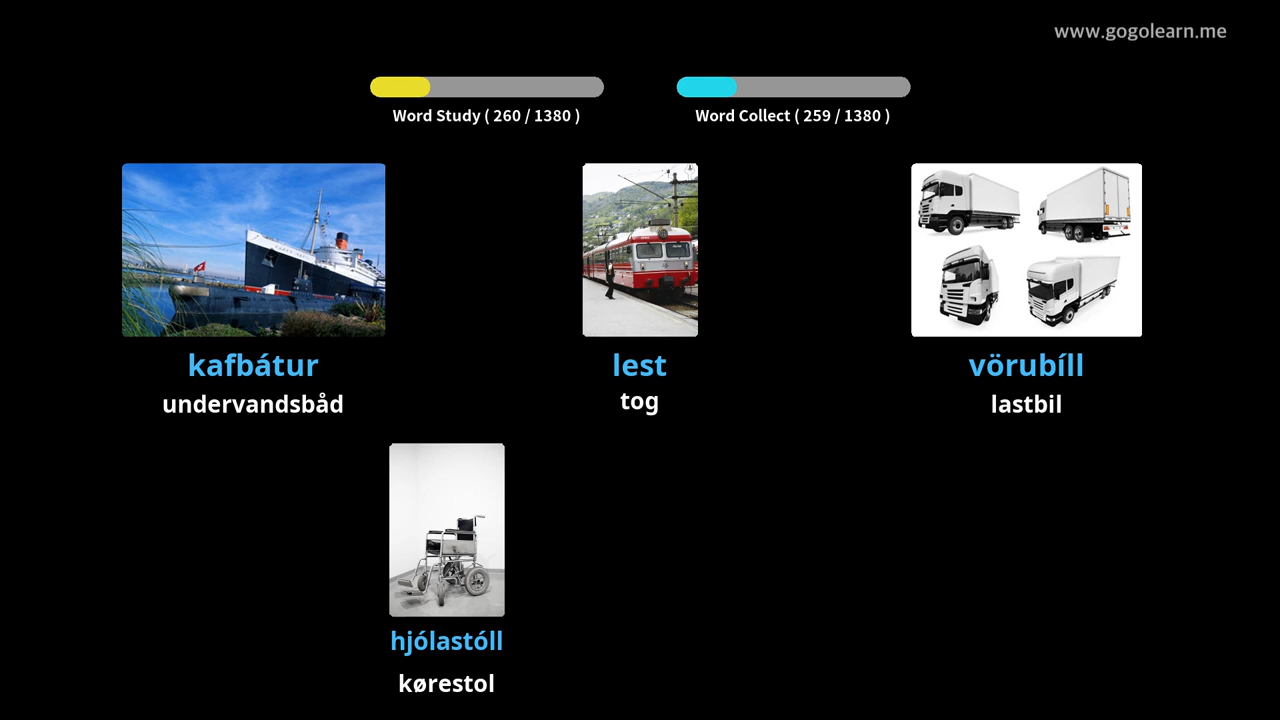 www.gogolearn.me
Word Study ( 260 / 1380 )
Word Collect ( 259 / 1380 )
kafbátur
undervandsbåd
lest
tog
vörubíll
lastbil
hjólastóll
kørestol